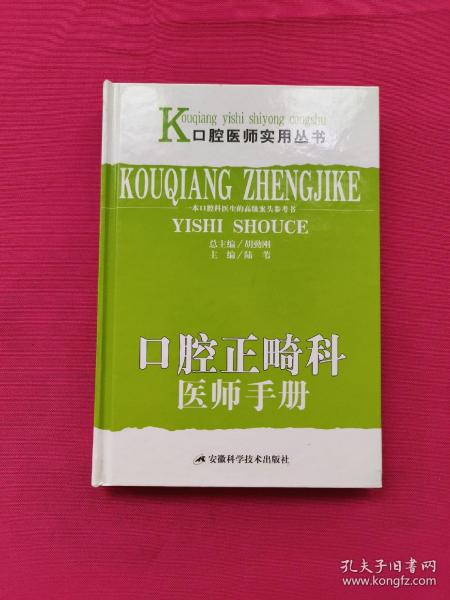 Kouqiang yishi shiyong congshu
口腔医师实用丛书
KOUQIANG ZHENGJIKE
一本口腔科医生的高级案头参考书
YISHI SHOUCE
总主编/胡勤刚
主 编/陆 苇
口腔正畸科
医师手册
安徽科学技术出版社
孔夫子旧书网
www.kongfz.com